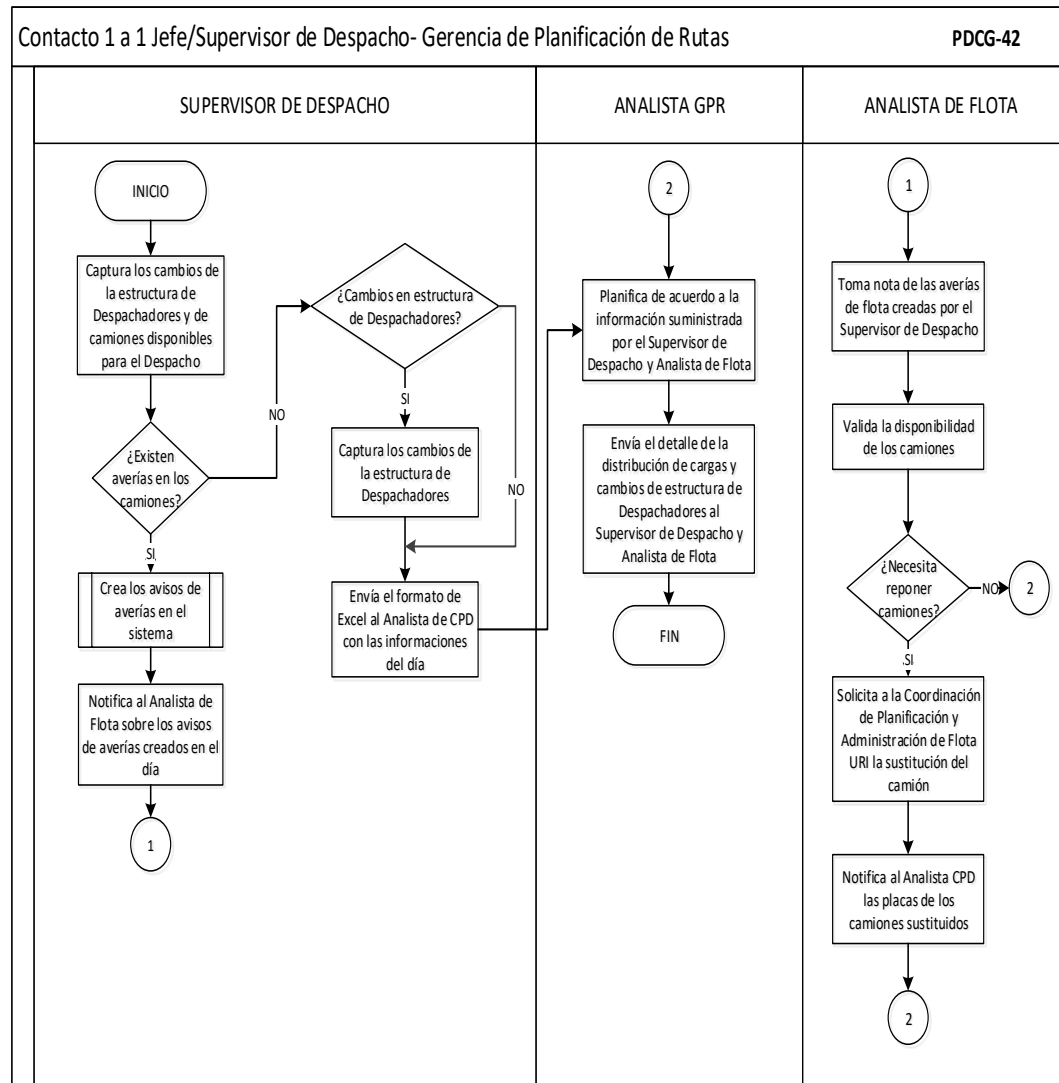 Contacto 1 a 1 Jefe/Supervisor de Despacho- Gerencia de Planificación de Rutas
PDCG-42
SUPERVISOR DE DESPACHO
ANALISTA GPR
ANALISTA DE FLOTA
INICIO
Captura los cambios de
la estructura de
Despachadores y de
camiones disponibles
para el Despacho
¿Existen
averías en los
camiones?
NO
SI
Crea los avisos de
averías en el
sistema
Notifica al Analista de
Flota sobre los avisos
de averías creados en el
día
1
¿Cambios en estructura
de Despachadores?
SI
NO
Captura los cambios de
la estructura de
Despachadores
Envía el formato de
Excel al Analista de CPD
con las informaciones
del día
2
Planifica de acuerdo a la
información suministrada
por el Supervisor de
Despacho y Analista de Flota
Envía el detalle de la
distribución de cargas y
cambios de estructura de
Despachadores al
Supervisor de Despacho y
Analista de Flota
FIN
1
Toma nota de las averías
de flota creadas por el
Supervisor de Despacho
Valida la disponibilidad
de los camiones
¿Necesita
reponer
camiones?
NO
2
SI
Solicita a la Coordinación
de Planificación y
Administración de Flota
URI la sustitución del
camión
Notifica al Analista CPD
las placas de los
camiones sustituidos
2